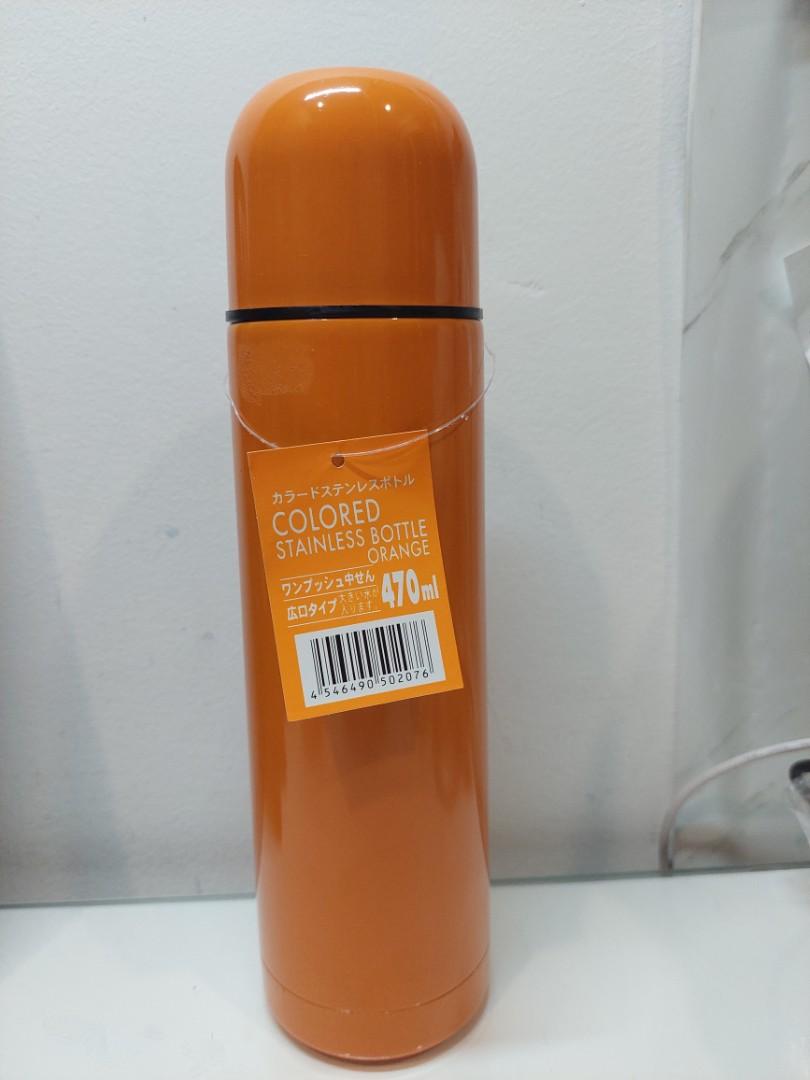 カラードステンレスボトル
COLORED
STAINLESS BOTTLE
ORANGE
ワンプッシュ中せん
広口タイプ 大きい氷が
入ります。
470ml
4 546490 502076